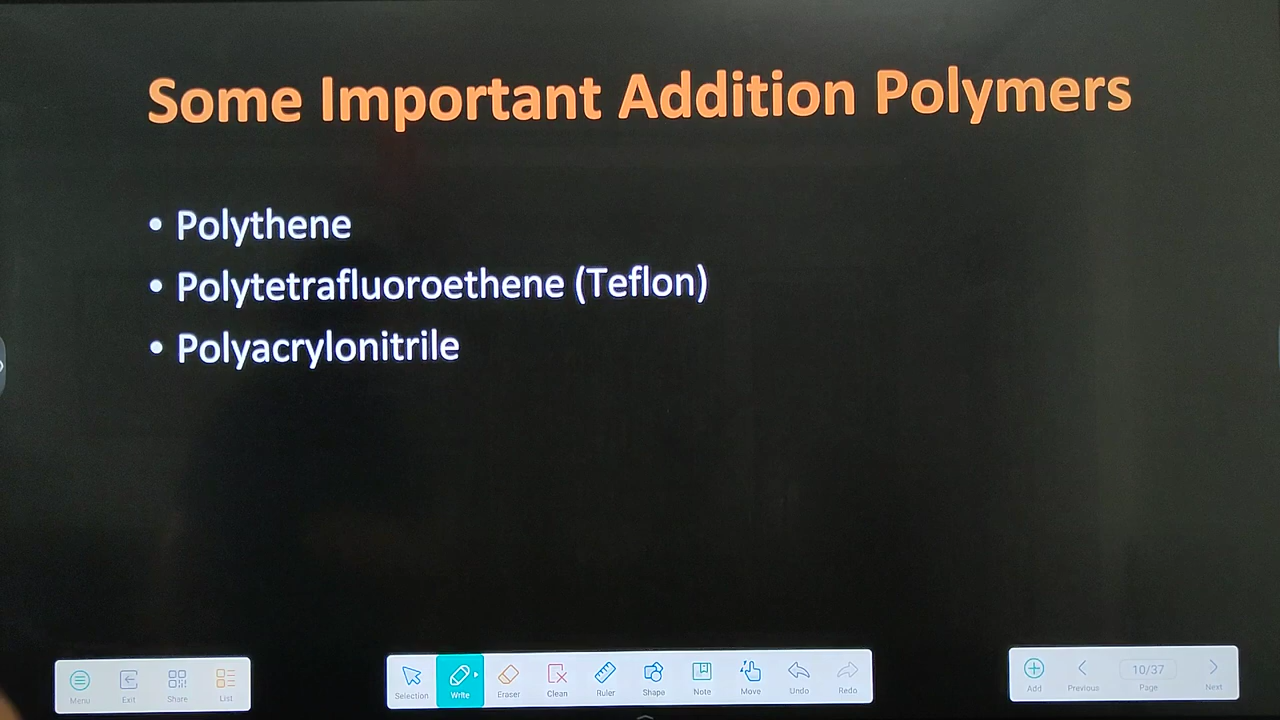 Some Important Addition Polymers
• Polythene
• Polytetrafluoroethene (Teflon)
• Polyacrylonitrile
Menu Exit Share List
Selection Write Eraser Clean Ruler Shape Note Move Undo Redo
Add Previous 10/37 Page Next